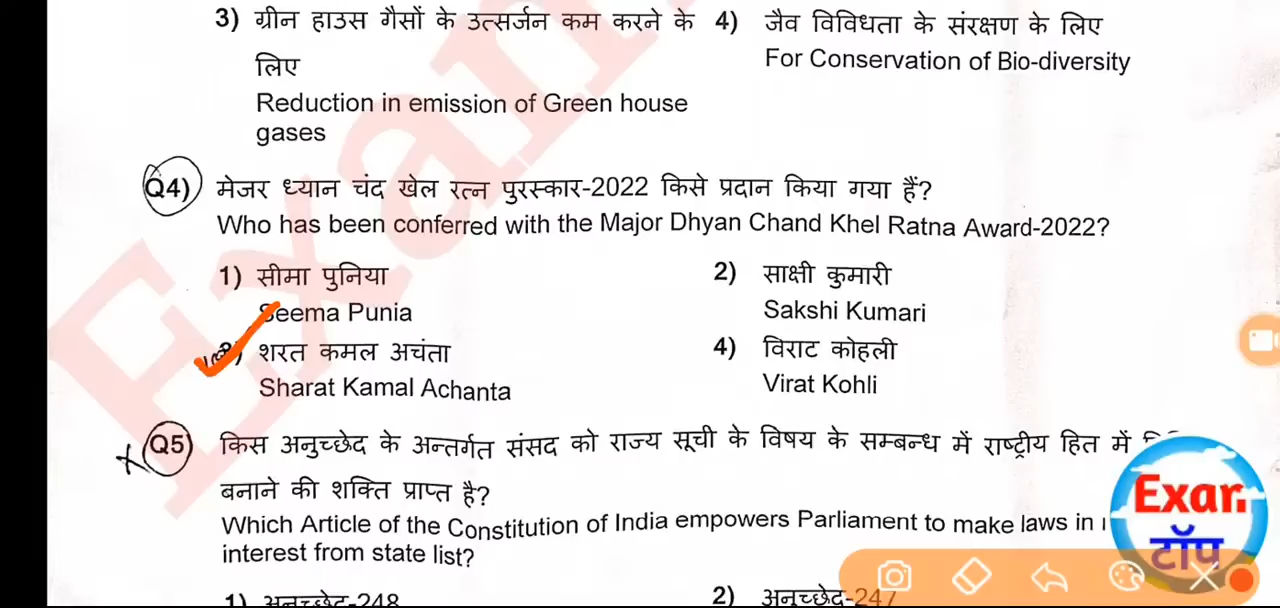 3) ग्रीन हाउस गैसों के उत्सर्जन कम करने के 4) जैव विविधता के संरक्षण के लिए
लिए For Conservation of Bio-diversity
Reduction in emission of Green house
gases
Q4) मेजर ध्यान चंद खेल रत्न पुरस्कार-2022 किसे प्रदान किया गया हैं?
Who has been conferred with the Major Dhyan Chand Khel Ratna Award-2022?
1) सीमा पुनिया 2) साक्षी कुमारी
Seema Punia Sakshi Kumari
3) शरत कमल अचंता 4) विराट कोहली
Sharat Kamal Achanta Virat Kohli
Q5) किस अनुच्छेद के अन्तर्गत संसद को राज्य सूची के विषय के सम्बन्ध में राष्ट्रीय हित में
बनाने की शक्ति प्राप्त है?
Which Article of the Constitution of India empowers Parliament to make laws in
interest from state list?
1) अनुच्छेद-248 2) अनुच्छेद-247
Exam
टॉप